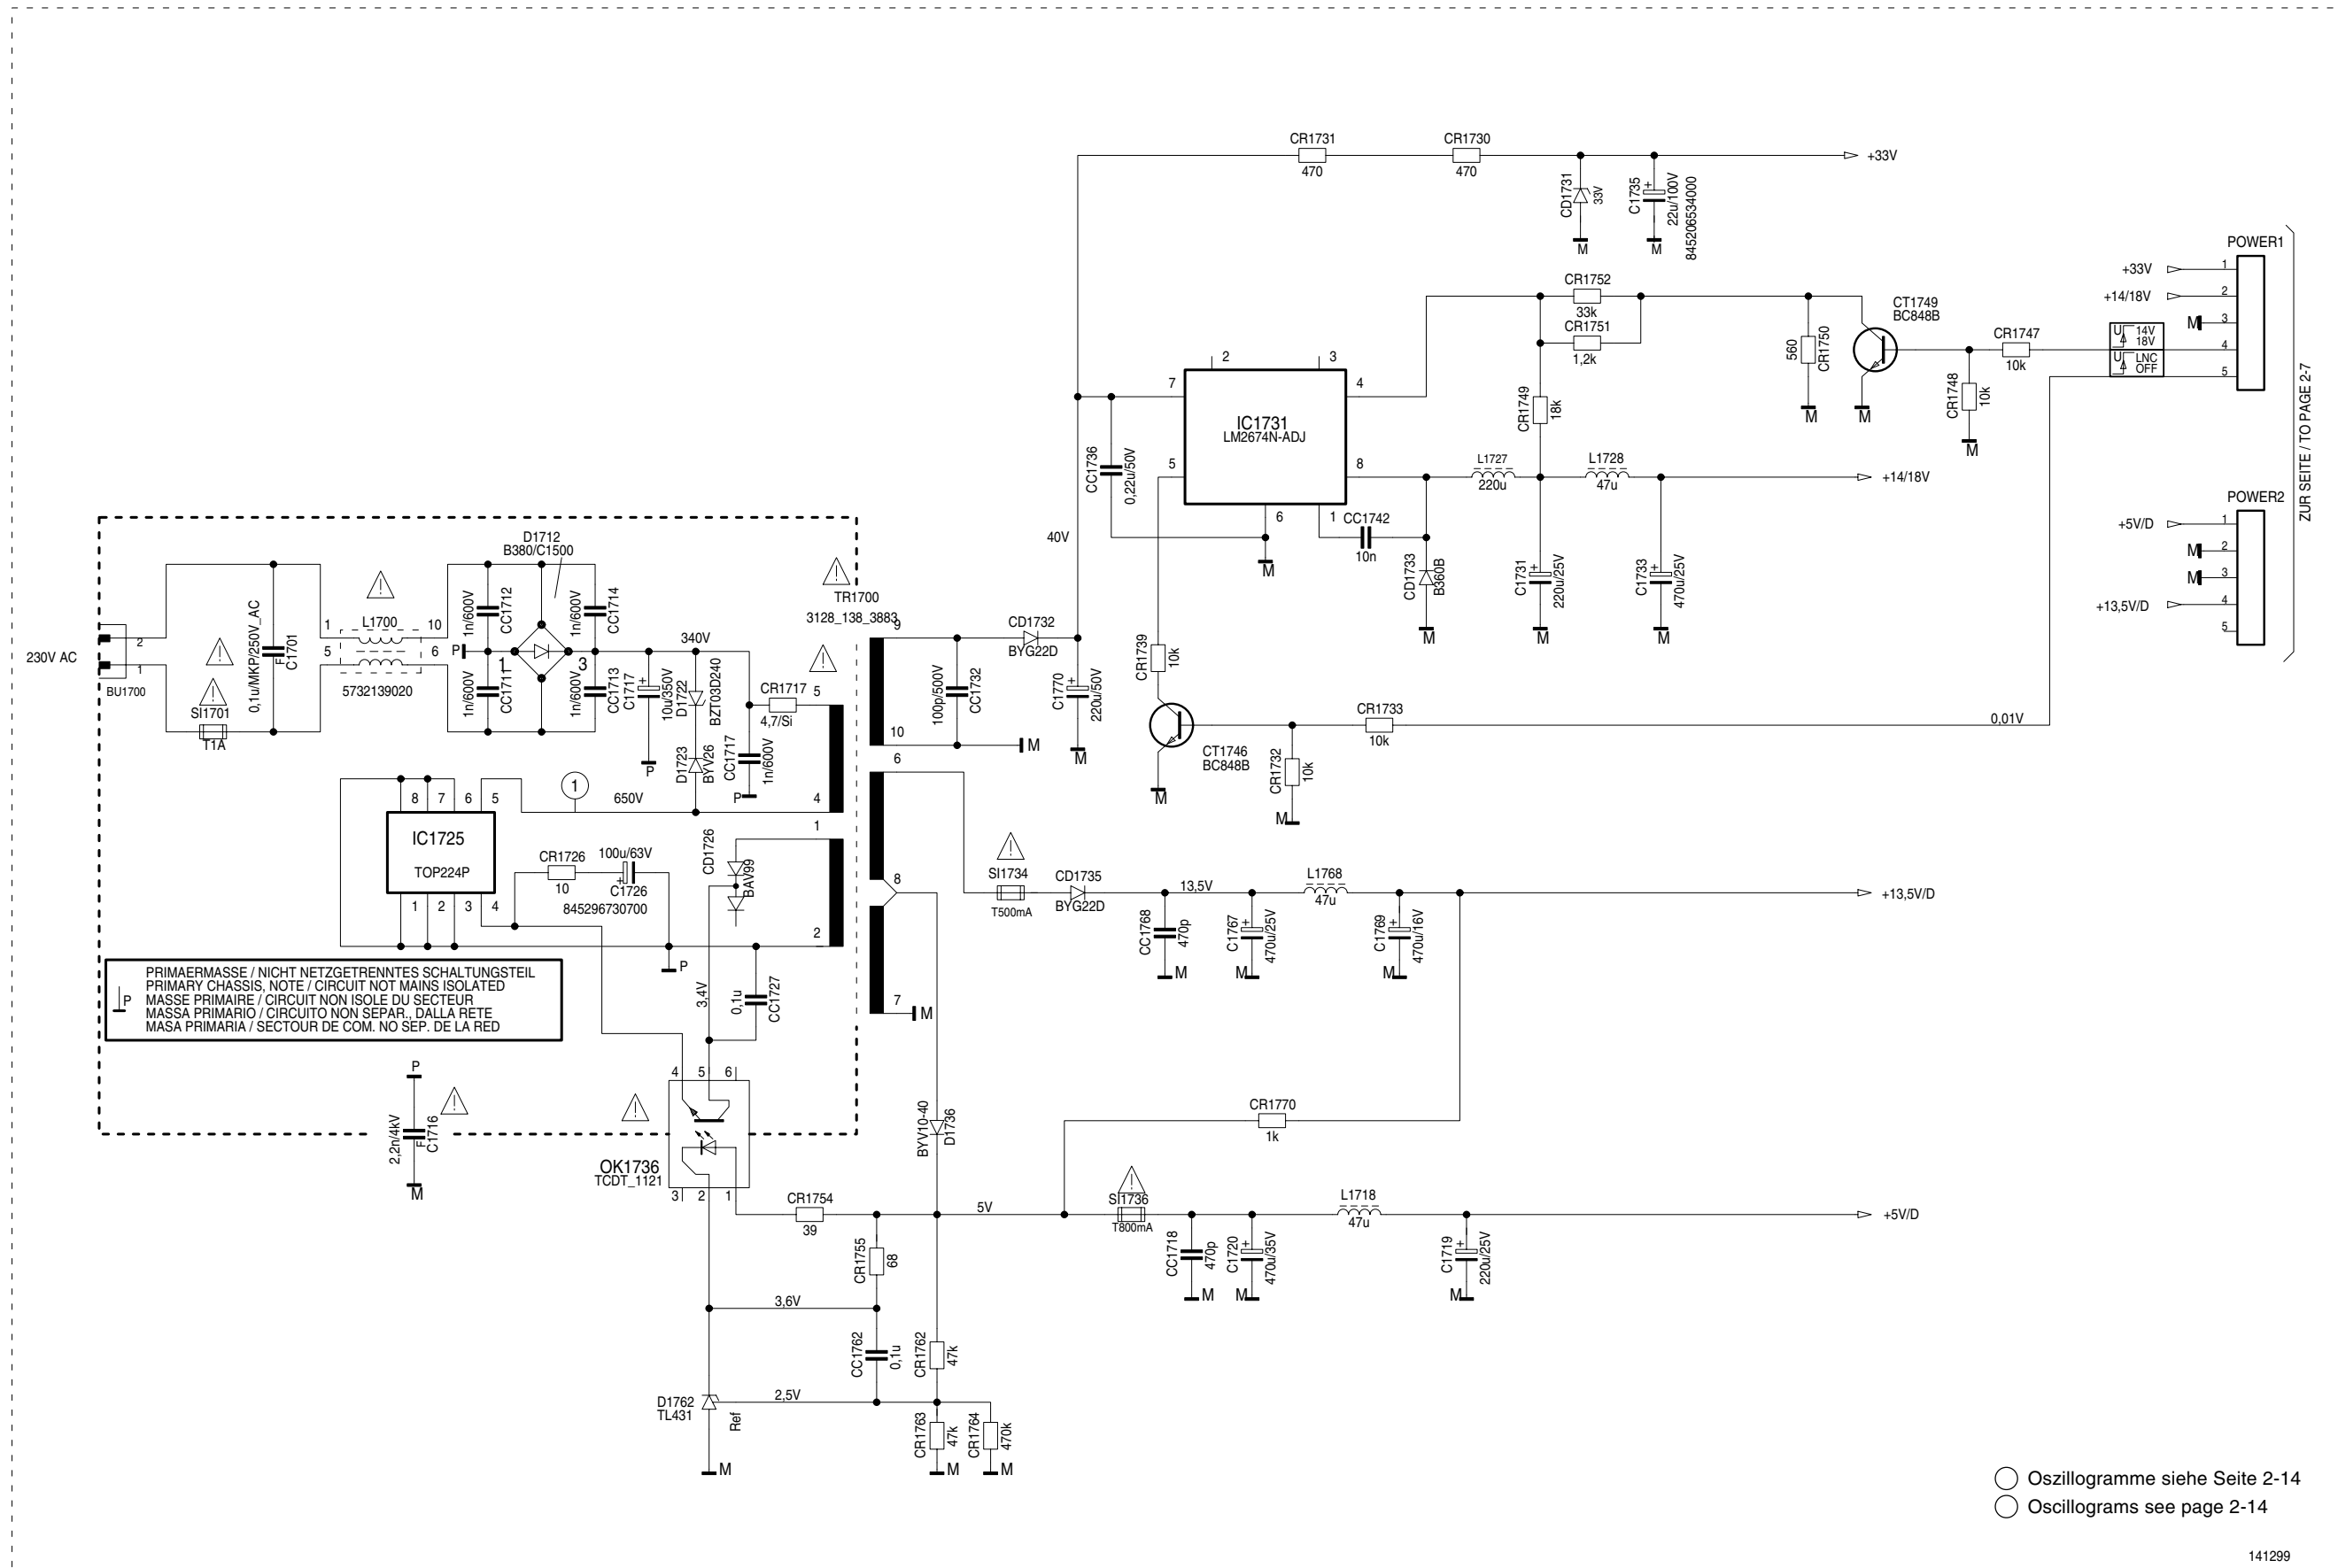 CR1731
470
CR1730
470
CD1731
33V
C1735
+
22u/100V
845206534000
+33V
M
M
POWER1
+33V
1
+14/18V
2
M
3
4
5
U
14V
18V
U
LNC
OFF
ZUR SEITE / TO PAGE 2-7
CR1752
33k
CR1751
1,2k
560
CR1750
M
CT1749
BC848B
M
CR1747
10k
CR1748
10k
M
CR1749
18k
2
3
7
4
IC1731
LM2674N-ADJ
5
8
6
1
M
CC1736
0,22u/50V
40V
CC1742
10n
CD1733
B360B
M
L1727
220u
L1728
47u
+14/18V
C1731
+
220u/25V
M
C1733
+
470u/25V
M
POWER2
+5V/D
1
M
2
M
3
+13,5V/D
4
5
230V AC
2
1
BU1700
SI1701
T1A
0,1u/MKP/250V_AC
F
C1701
1
L1700
10
5
6
5732139020
D1712
B380/C1500
1n/600V
CC1712
1n/600V
CC1714
P
1
3
1n/600V
CC1711
1n/600V
CC1713
C1717
+
10u/350V
P
340V
D1722
BZT03D240
D1723
BYV26
CR1717
4,7/Si
5
CC1717
1n/600V
P
4
TR1700
3128_138_3883
9
10
100p/500V
CC1732
M
CD1732
BYG22D
C1770
+
220u/50V
M
CR1739
10k
CT1746
BC848B
M
CR1733
10k
CR1732
10k
M
0,01V
8
7
6
5
1
650V
IC1725
TOP224P
1
2
3
4
CR1726
10
100u/63V
+
C1726
845296730700
P
CD1726
BAV99
1
2
3,4V
0,1u
CC1727
6
8
7
M
SI1734
T500mA
CD1735
BYG22D
13,5V
CC1768
470p
M
C1767
+
470u/25V
M
L1768
47u
C1769
+
470u/16V
M
+13,5V/D
P
PRIMAERMASSE / NICHT NETZGETRENNTES SCHALTUNGSTEIL
PRIMARY CHASSIS, NOTE / CIRCUIT NOT MAINS ISOLATED
MASSE PRIMAIRE / CIRCUIT NON ISOLE DU SECTEUR
MASSA PRIMARIO / CIRCUITO NON SEPAR., DALLA RETE
MASA PRIMARIA / SECTOUR DE COM. NO SEP. DE LA RED
P
2,2n/4kV
F
C1716
M
4
5
6
OK1736
TCDT_1121
3
2
1
BYV10-40
D1736
CR1770
1k
CR1754
39
5V
SI1736
T800mA
L1718
47u
+5V/D
CC1718
470p
M
C1720
+
470u/35V
M
C1719
+
220u/25V
M
CR1755
68
3,6V
CC1762
0,1u
CR1762
47k
2,5V
D1762
TL431
Ref
M
CR1763
47k
M
CR1764
470k
M
Oszillogramme siehe Seite 2-14
Oscillograms see page 2-14
141299